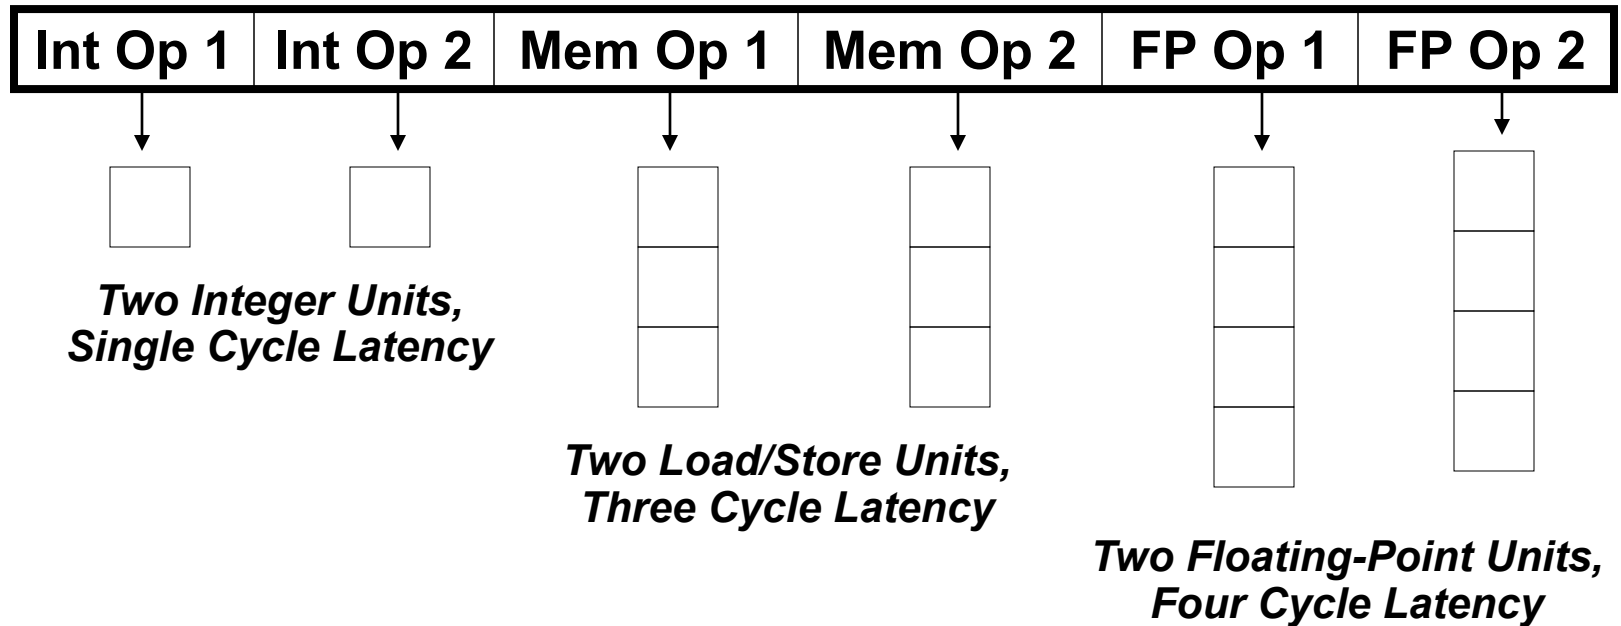 Int Op 1 Int Op 2 Mem Op 1 Mem Op 2 FP Op 1 FP Op 2
Two Integer Units,
Single Cycle Latency
Two Load/Store Units,
Three Cycle Latency
Two Floating-Point Units,
Four Cycle Latency